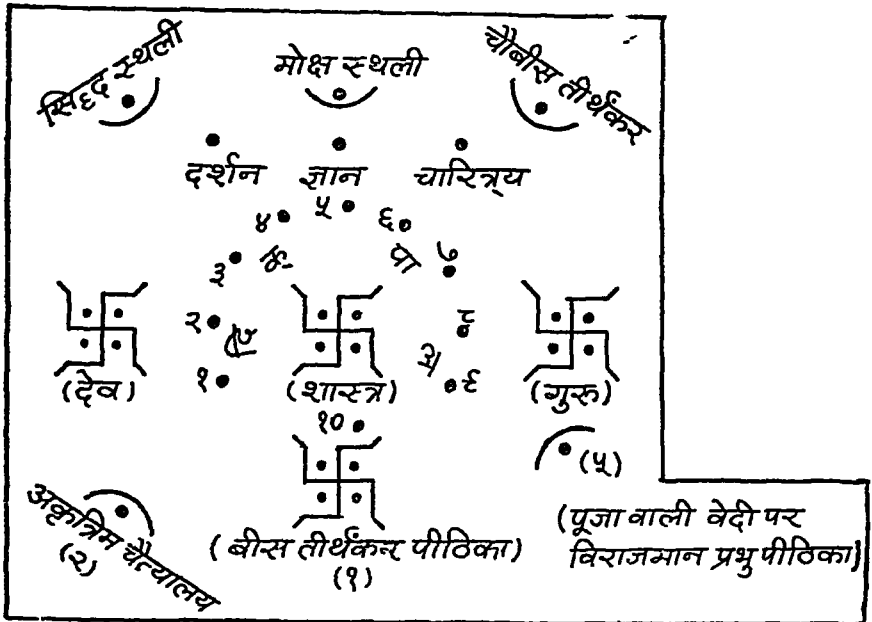 सिद्द स्थली
मोक्ष स्थली
चौबीस तीर्थंकर
दर्शन ज्ञान चारित्र्य
४ ५ ६
३ ७
२ ८
१ ९
(देव)
(शास्त्र)
(गुरु)
१०
(५)
अकृत्रिम चैत्यालय
(२)
(बीस तीर्थंकर पीठिका)
(१)
(पूजा वाली वेदी पर
विराजमान प्रभु पीठिका)